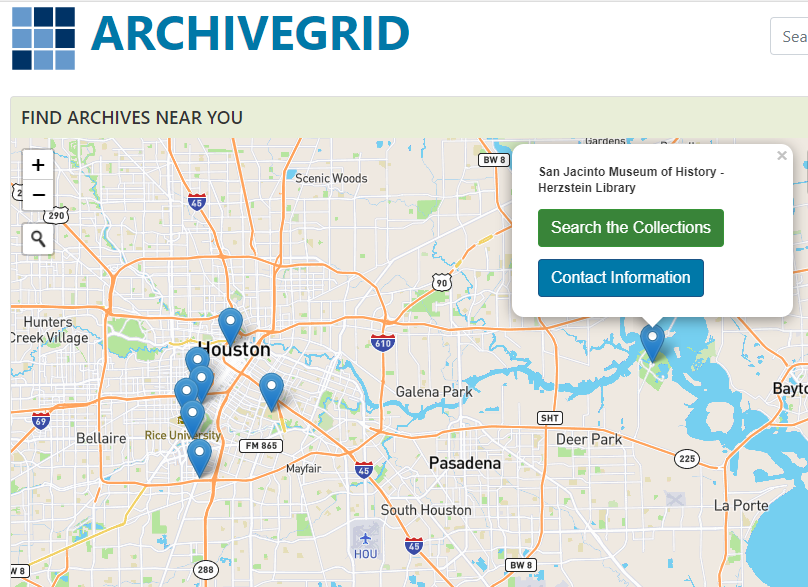 ARCHIVEGRID
Sea
FIND ARCHIVES NEAR YOU
+
−
Gardens
BW 8
×
San Jacinto Museum of History -
Herzstein Library
Search the Collections
Contact Information
Scenic Woods
45
2
290
90
Hunters
Creek Village
Houston
610
Galena Park
Bayto
69
Bellaire
Rice University
FM 865
SHT
Deer Park
Mayfair
45
Pasadena
225
South Houston
La Porte
HOU
45
W 8
288
BW 8